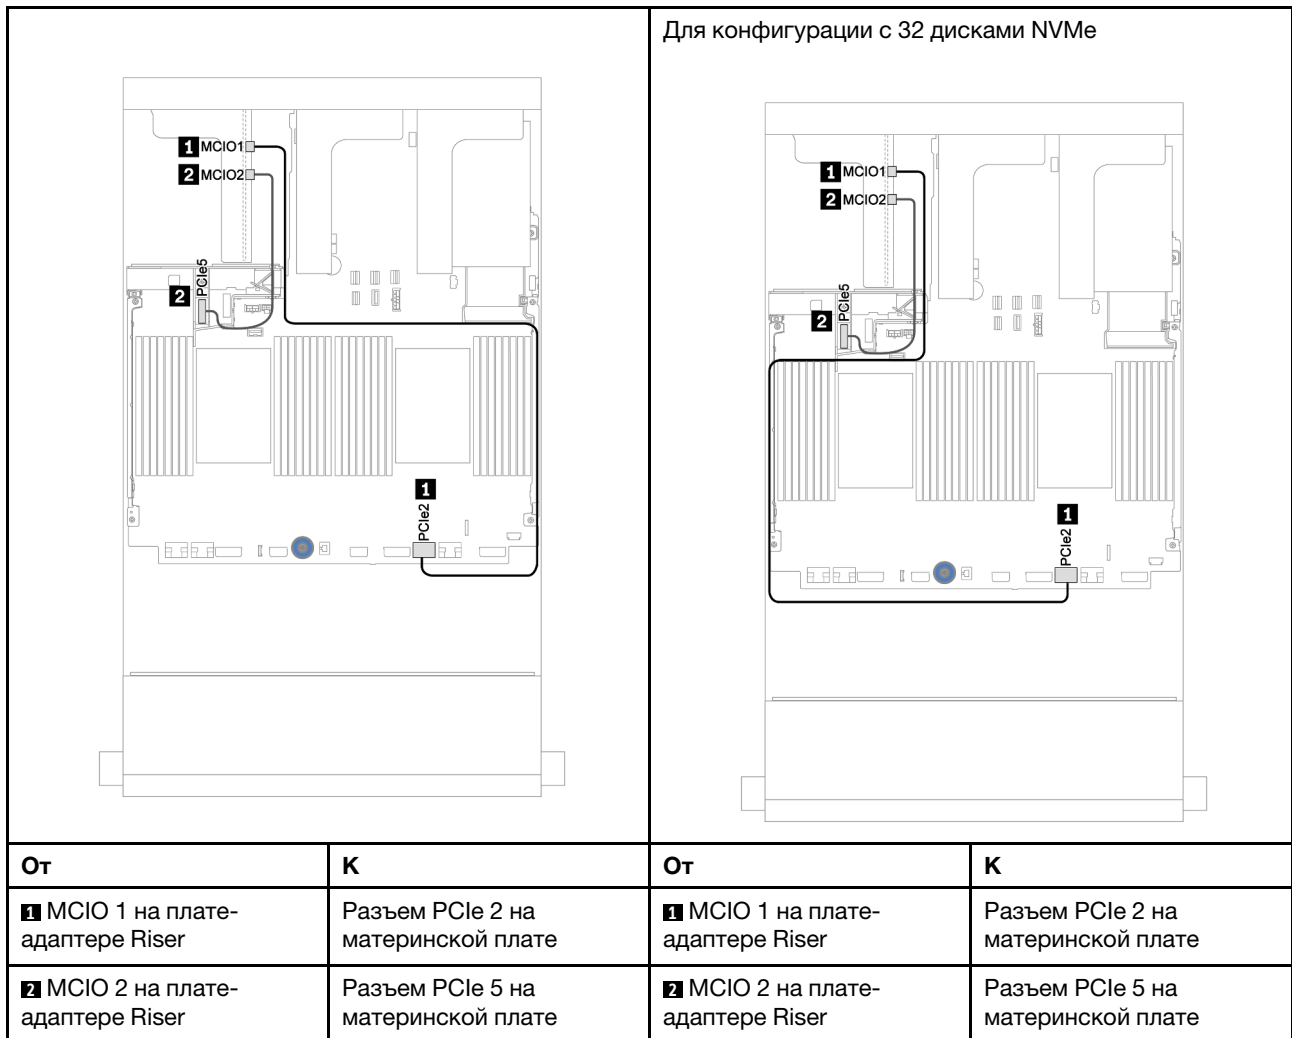 Для конфигурации с 32 дисками NVMe
1 MCIO1
2 MCIO2
2 PCIe5
1
PCIe2
1 MCIO1
2 MCIO2
2 PCIe5
1
PCIe2
От К От К
1 MCIO 1 на плате- Разъем PCIe 2 на 1 MCIO 1 на плате- Разъем PCIe 2 на
адаптере Riser материнской плате адаптере Riser материнской плате
2 MCIO 2 на плате- Разъем PCIe 5 на 2 MCIO 2 на плате- Разъем PCIe 5 на
адаптере Riser материнской плате адаптере Riser материнской плате